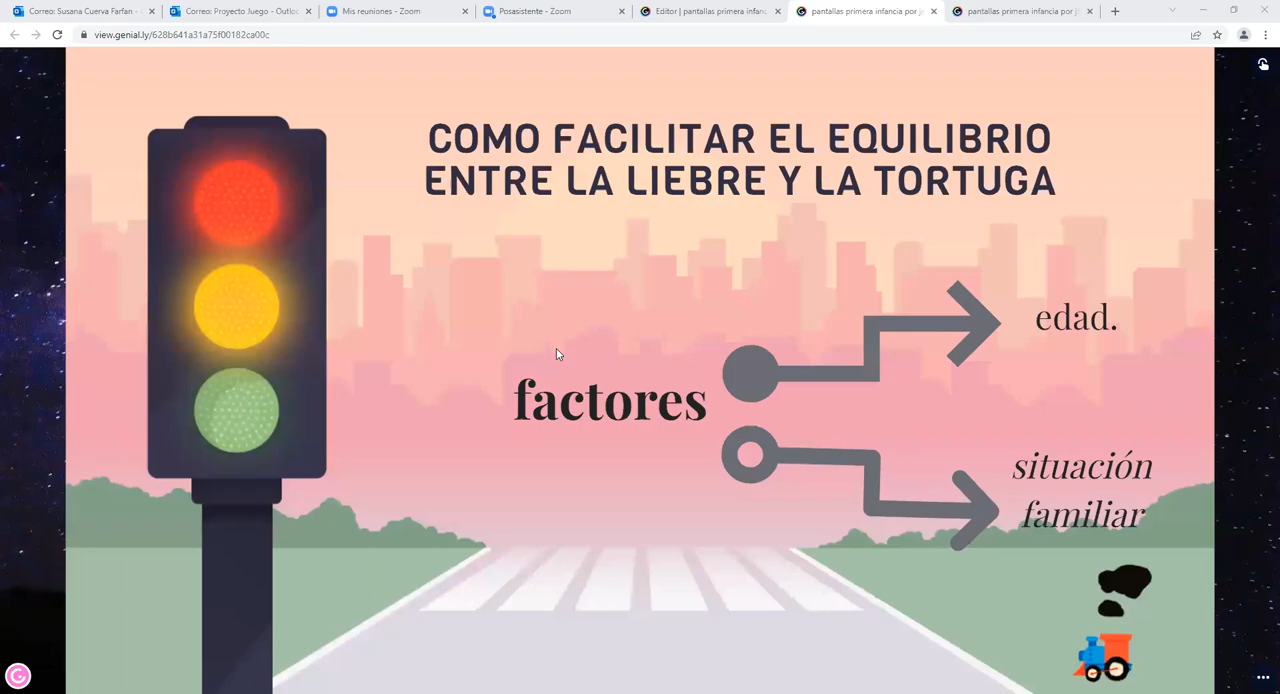 Correo: Susana Cuerva Farfan -
Correo: Proyecto Juego - Outlo
Mis reuniones - Zoom
Posasistente - Zoom
Editor | pantallas primera infanc
pantallas primera infancia por je
pantallas primera infancia por j
view.genial.ly/628b641a31a75f00182ca00c
COMO FACILITAR EL EQUILIBRIO
ENTRE LA LIEBRE Y LA TORTUGA
edad.
factores
situación
familiar